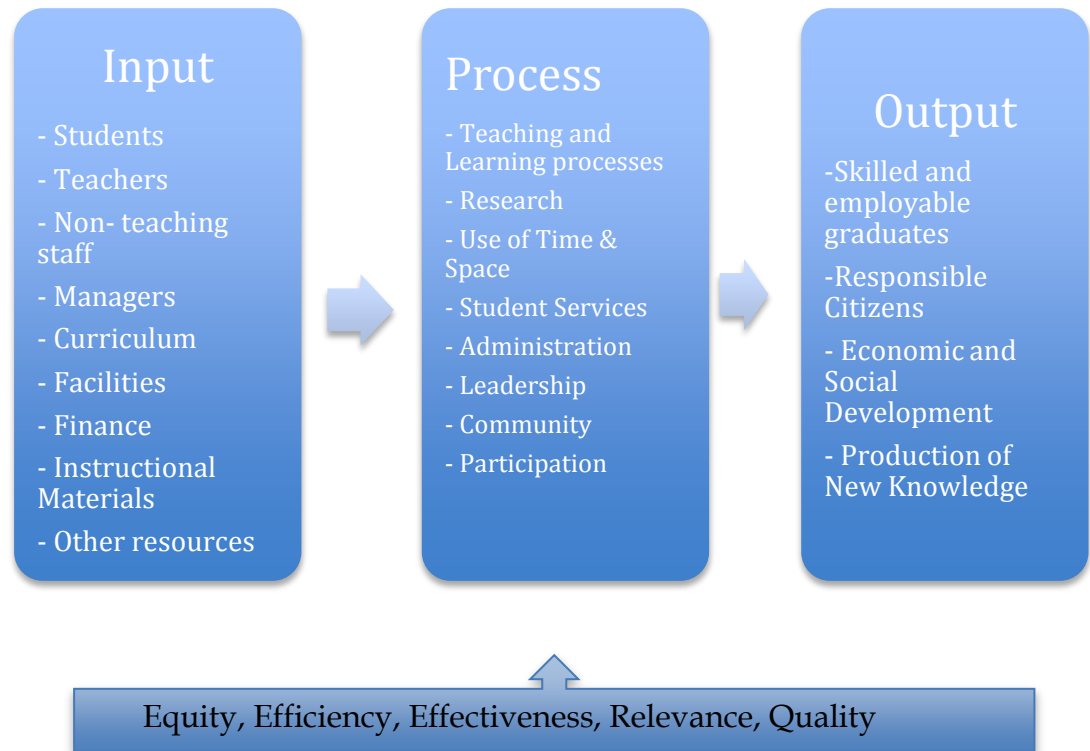 Input
- Students
- Teachers
- Non- teaching
staff
- Managers
- Curriculum
- Facilities
- Finance
- Instructional
Materials
- Other resources
Process
- Teaching and
Learning processes
- Research
- Use of Time &
Space
- Student Services
- Administration
- Leadership
- Community
- Participation
Output
-Skilled and
employable
graduates
-Responsible
Citizens
- Economic and
Social
Development
- Production of
New Knowledge
Equity, Efficiency, Effectiveness, Relevance, Quality